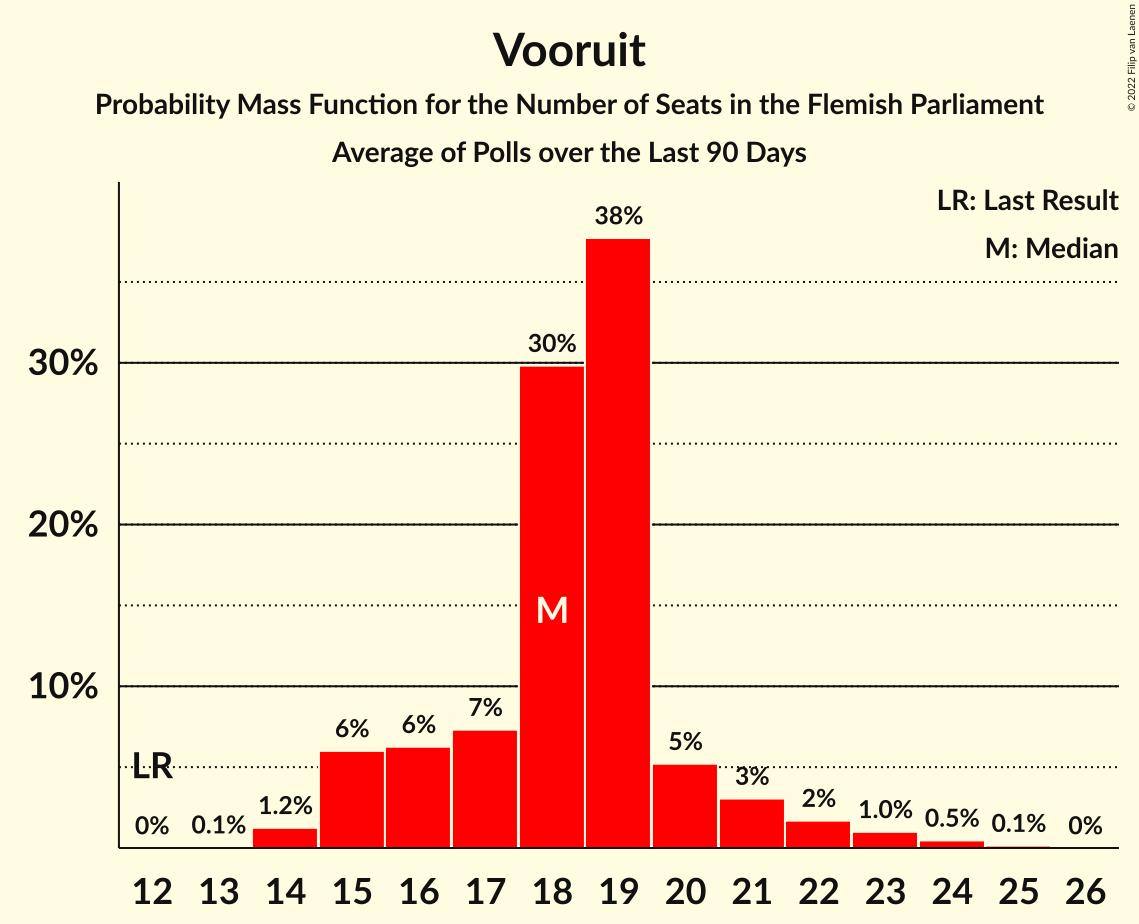 Vooruit
Probability Mass Function for the Number of Seats in the Flemish Parliament
Average of Polls over the Last 90 Days
© 2022 Filip van Laenen
LR: Last Result
M: Median
38%
30%
30%
20%
M
10%
7%
6%
6%
5%
LR
3%
2%
1.2%
1.0%
0.5%
0%
0.1%
0.1%
0%
12 13 14 15 16 17 18 19 20 21 22 23 24 25 26